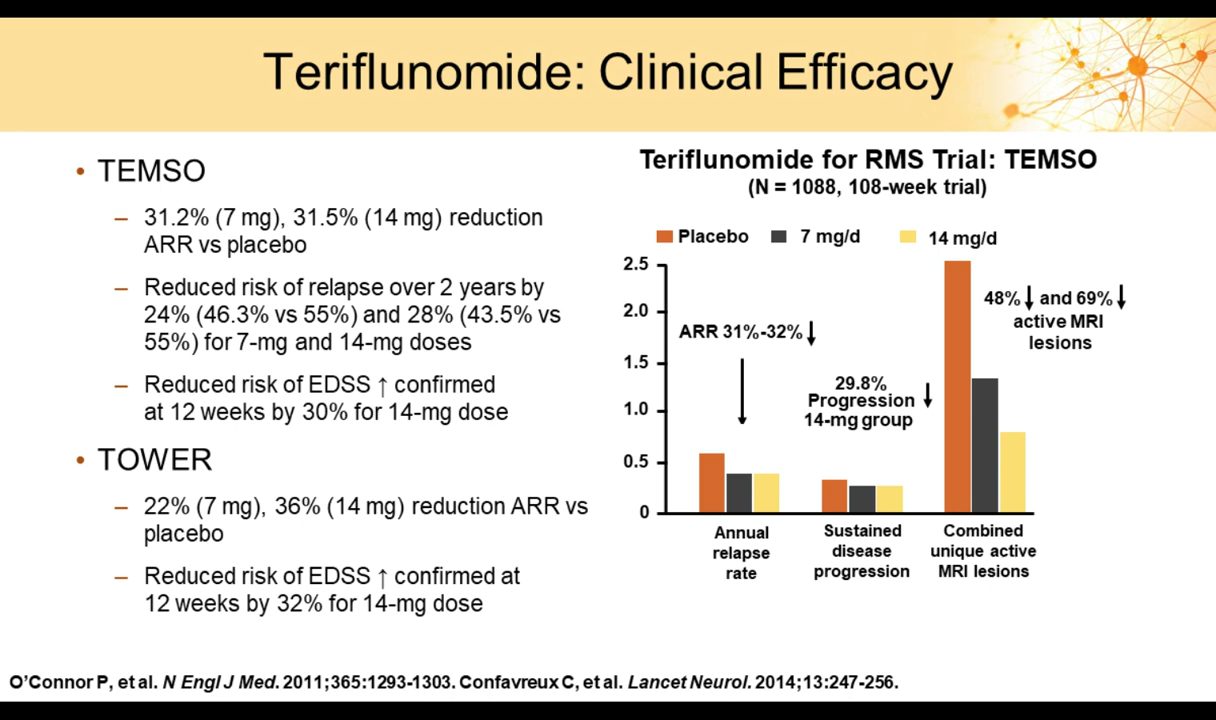 Teriflunomide: Clinical Efficacy
• TEMSO
– 31.2% (7 mg), 31.5% (14 mg) reduction
ARR vs placebo
– Reduced risk of relapse over 2 years by
24% (46.3% vs 55%) and 28% (43.5% vs
55%) for 7-mg and 14-mg doses
– Reduced risk of EDSS ↑ confirmed
at 12 weeks by 30% for 14-mg dose
• TOWER
– 22% (7 mg), 36% (14 mg) reduction ARR vs
placebo
– Reduced risk of EDSS ↑ confirmed at
12 weeks by 32% for 14-mg dose
Teriflunomide for RMS Trial: TEMSO
(N = 1088, 108-week trial)
Placebo 7 mg/d 14 mg/d
2.5
2.0
1.5
1.0
0.5
0
ARR 31%-32% ↓
29.8%
Progression ↓
14-mg group
48% ↓ and 69% ↓
active MRI
lesions
Annual
relapse
rate
Sustained
disease
progression
Combined
unique active
MRI lesions
O’Connor P, et al. N Engl J Med. 2011;365:1293-1303. Confavreux C, et al. Lancet Neurol. 2014;13:247-256.